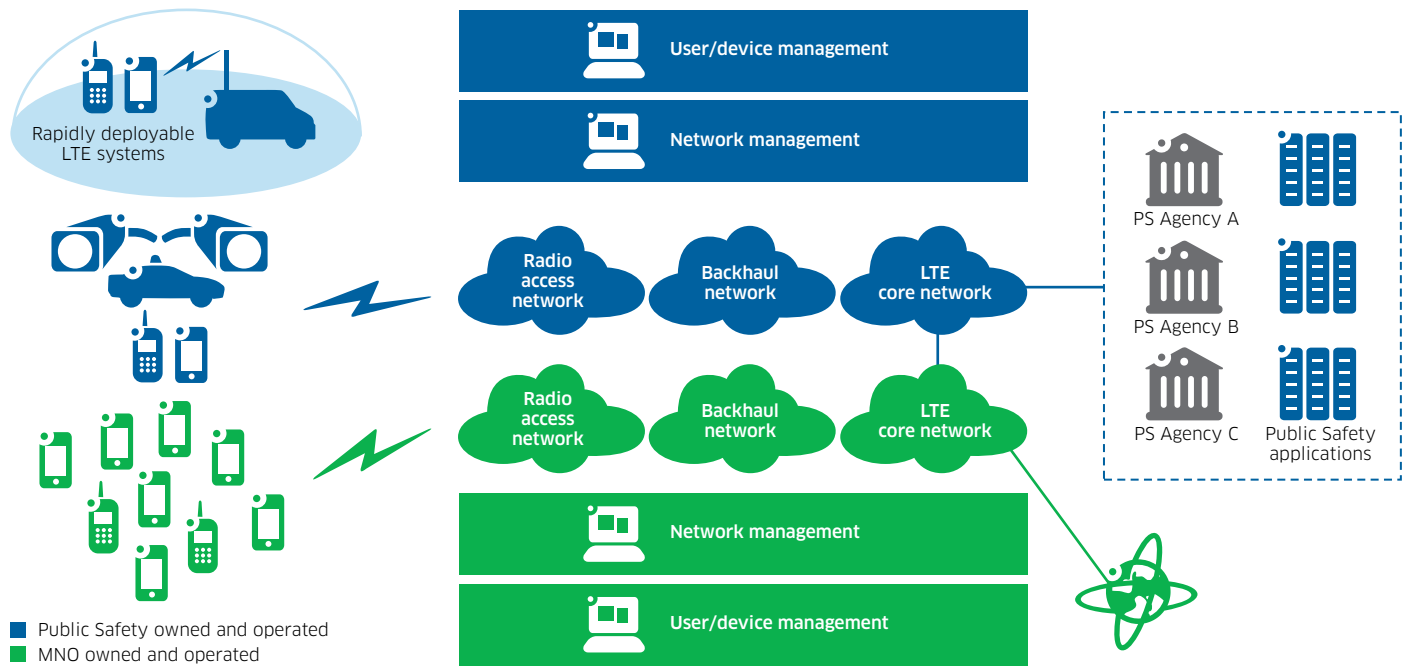 User/device management
Network management
Rapidly deployable
LTE systems
PS Agency A
PS Agency B
PS Agency C
Public Safety
applications
Radio
access
network
Backhaul
network
LTE
core network
Radio
access
network
Backhaul
network
LTE
core network
Network management
User/device management
Public Safety owned and operated
MNO owned and operated